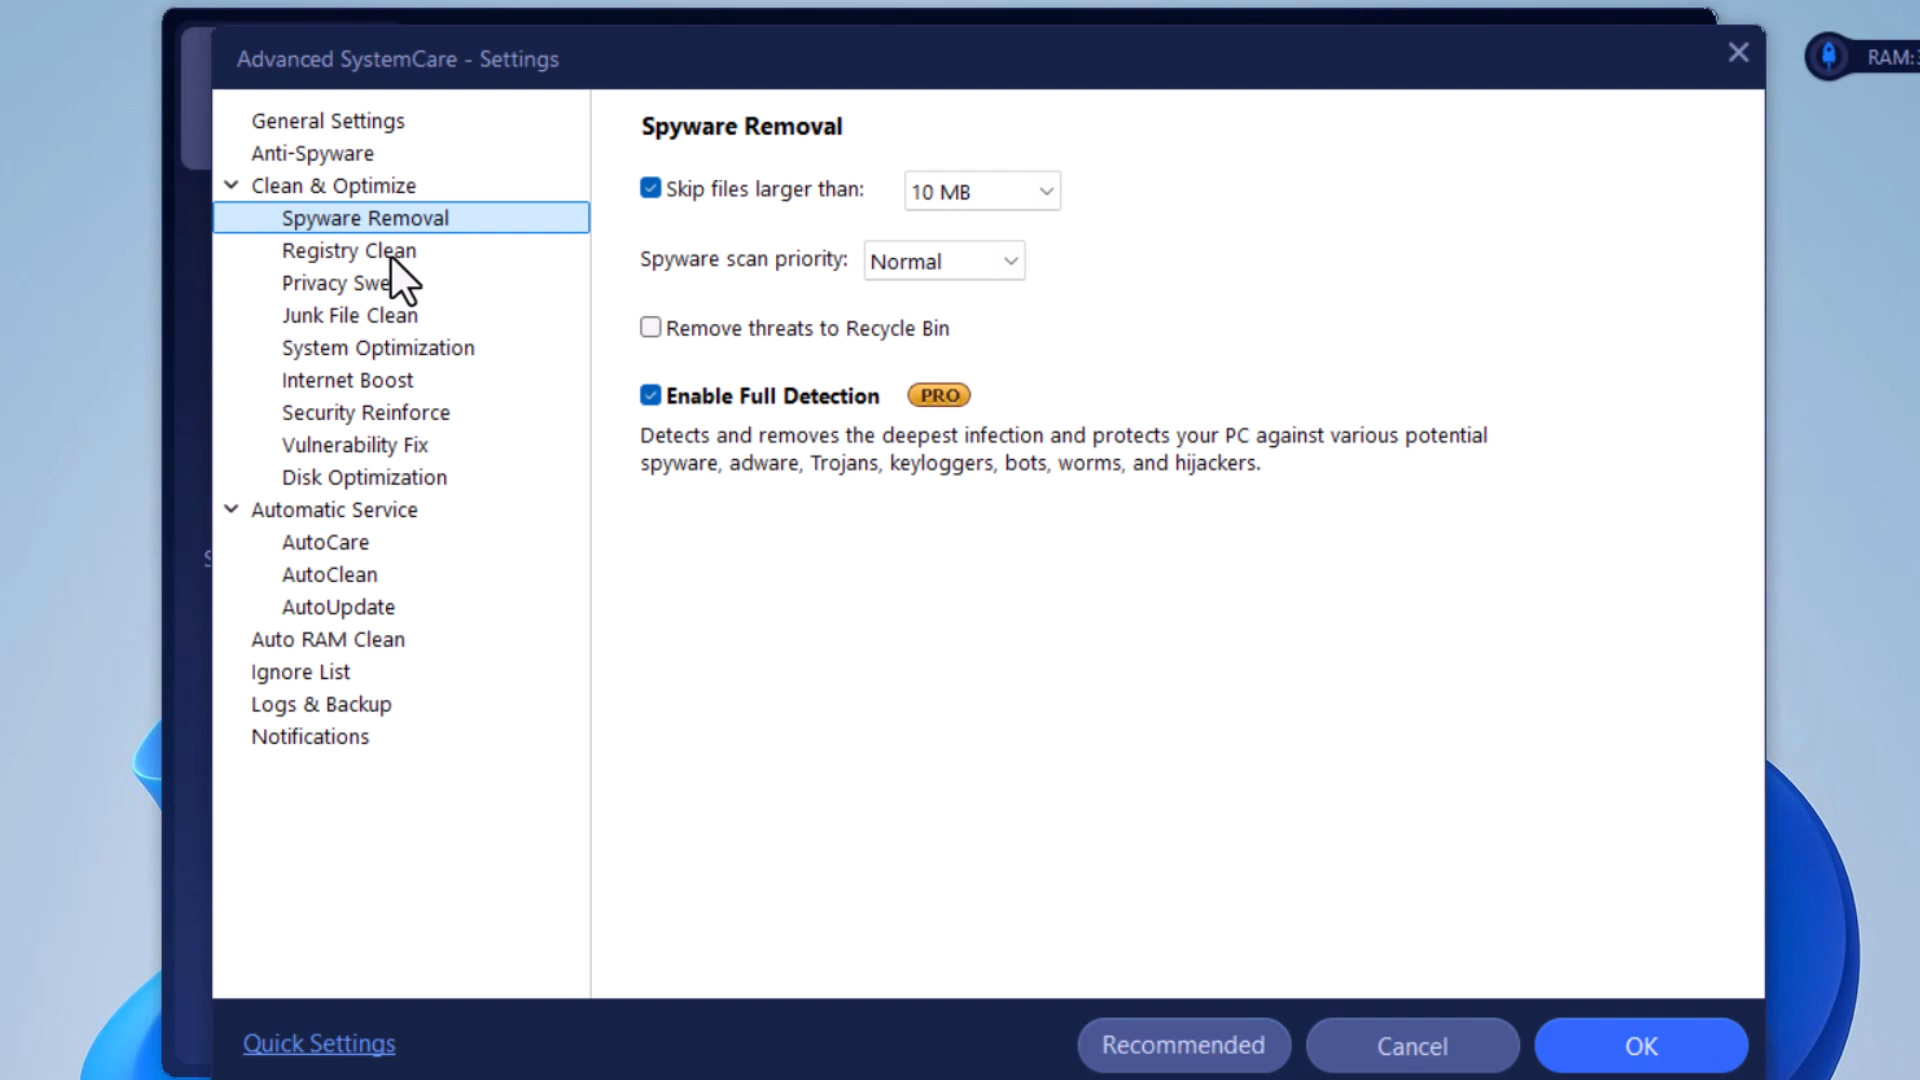 Advanced SystemCare - Settings
RAM:
General Settings
Anti-Spyware
Clean & Optimize
Spyware Removal
Registry Clean
Privacy Swe
Junk File Clean
System Optimization
Internet Boost
Security Reinforce
Vulnerability Fix
Disk Optimization
Automatic Service
AutoCare
AutoClean
AutoUpdate
Auto RAM Clean
Ignore List
Logs & Backup
Notifications
Spyware Removal
Skip files larger than: 10 MB
Spyware scan priority: Normal
Remove threats to Recycle Bin
Enable Full Detection PRO
Detects and removes the deepest infection and protects your PC against various potential
spyware, adware, Trojans, keyloggers, bots, worms, and hijackers.
Quick Settings
Recommended
Cancel
OK